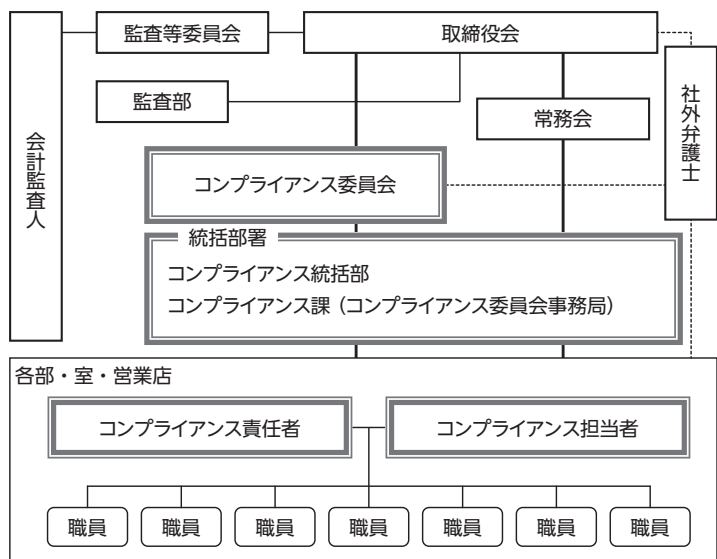 監査等委員会
取締役会
監査部
常務会
社外弁護士
会計監査人
コンプライアンス委員会
統括部署
コンプライアンス統括部
コンプライアンス課（コンプライアンス委員会事務局）
各部・室・営業店
コンプライアンス責任者
コンプライアンス担当者
職員
職員
職員
職員
職員
職員
職員